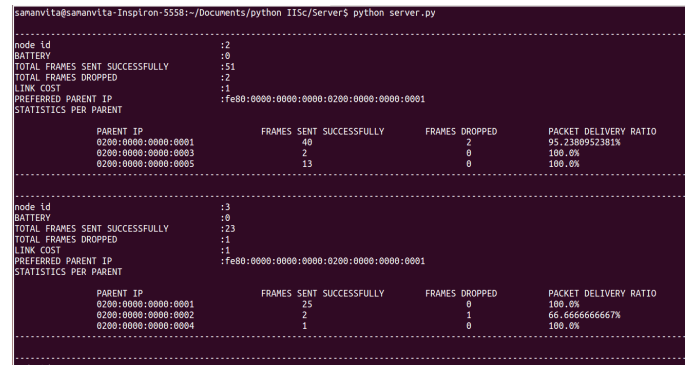 samanvita@samanvita-Inspiron-5558:~/Documents/python IISc/Server$ python server.py
--------------------------------------------------------------------------------
node id :2
BATTERY :0
TOTAL FRAMES SENT SUCCESSFULLY :51
TOTAL FRAMES DROPPED :2
LINK COST :1
PREFERRED PARENT IP :fe80:0000:0000:0000:0200:0000:0000:0001
STATISTICS PER PARENT
PARENT IP FRAMES SENT SUCCESSFULLY FRAMES DROPPED PACKET DELIVERY RATIO
0200:0000:0000:0001 40 2 95.2380952381%
0200:0000:0000:0003 2 0 100.0%
0200:0000:0000:0005 13 0 100.0%
--------------------------------------------------------------------------------
--------------------------------------------------------------------------------
node id :3
BATTERY :0
TOTAL FRAMES SENT SUCCESSFULLY :23
TOTAL FRAMES DROPPED :1
LINK COST :1
PREFERRED PARENT IP :fe80:0000:0000:0000:0200:0000:0000:0001
STATISTICS PER PARENT
PARENT IP FRAMES SENT SUCCESSFULLY FRAMES DROPPED PACKET DELIVERY RATIO
0200:0000:0000:0001 25 0 100.0%
0200:0000:0000:0002 2 1 66.6666666667%
0200:0000:0000:0004 1 0 100.0%
--------------------------------------------------------------------------------
--------------------------------------------------------------------------------